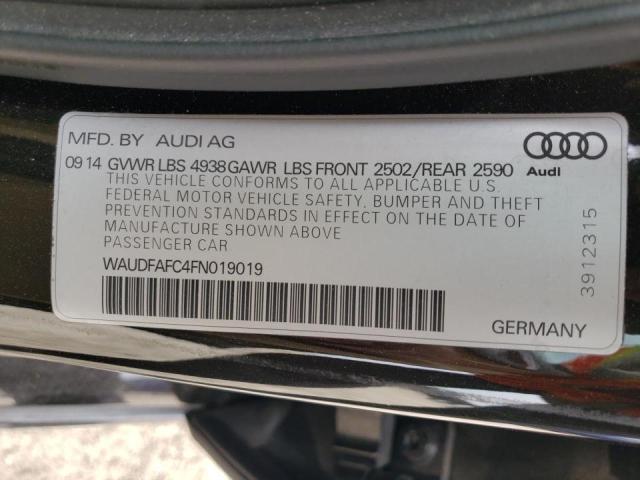 MFD. BY AUDI AG
09 14 GVWR LBS 4938 GAWR LBS FRONT 2502/REAR 2590
THIS VEHICLE CONFORMS TO ALL APPLICABLE U.S.
FEDERAL MOTOR VEHICLE SAFETY, BUMPER AND THEFT
PREVENTION STANDARDS IN EFFECT ON THE DATE OF
MANUFACTURE SHOWN ABOVE
PASSENGER CAR
WAUDFAFC4FN019019
Audi
3912315
GERMANY